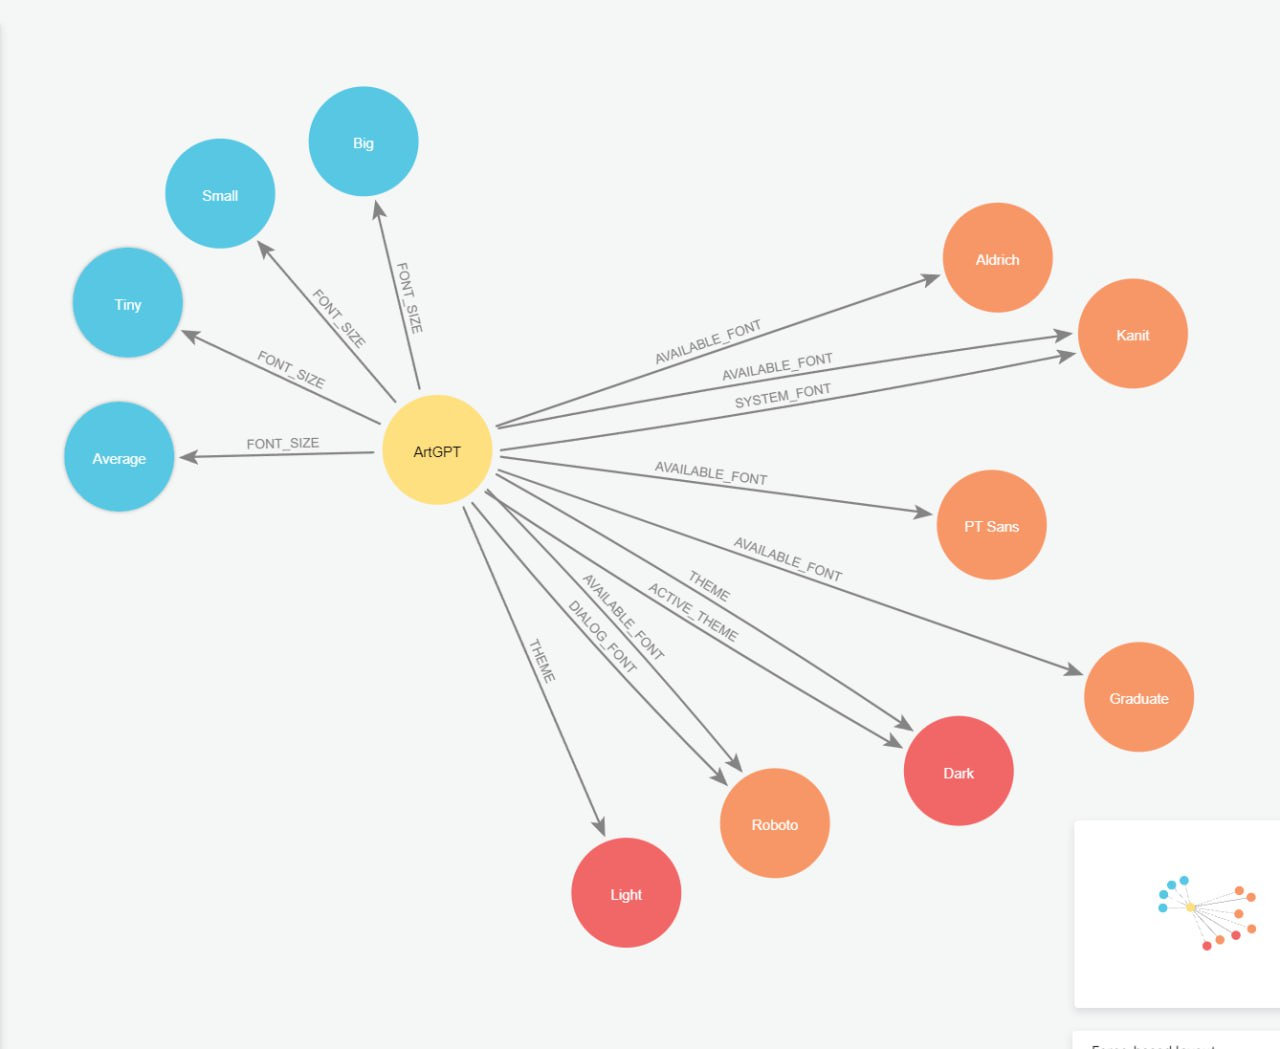 Big
Small
Aldrich
Tiny
FONT_SIZE
FONT_SIZE
Kanit
AVAILABLE_FONT
AVAILABLE_FONT
FONT_SIZE
SYSTEM_FONT
FONT_SIZE
ArtGPT
Average
AVAILABLE_FONT
PT Sans
AVAILABLE_FONT
THEME
ACTIVE_THEME
AVAILABLE_FONT
DIALOG_FONT
THEME
Graduate
Dark
Roboto
Light